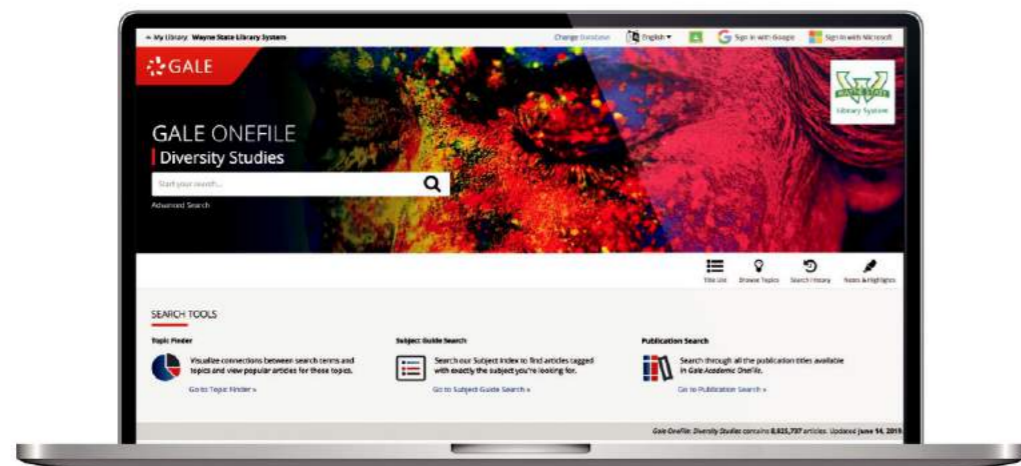 My Library: Wayne State Library System
Change Database
English
Sign in with Google
Sign in with Microsoft
GALE
WAYNE STATE
Library System
GALE ONEFILE
Diversity Studies
Start your search...
Advanced Search
Title List
Browse Topics
Search History
Notes & Highlights
SEARCH TOOLS
Topic Finder
Visualize connections between search terms and
topics and view popular articles for those topics.
Go to Topic Finder »
Subject Guide Search
Search our Subject Index to find articles tagged
with exactly the subject you're looking for.
Go to Subject Guide Search »
Publication Search
Search through all the publication titles available
in Gale Academic OneFile.
Go to Publication Search »
Gale OneFile: Diversity Studies contains 8,825,737 articles. Updated June 14, 2019